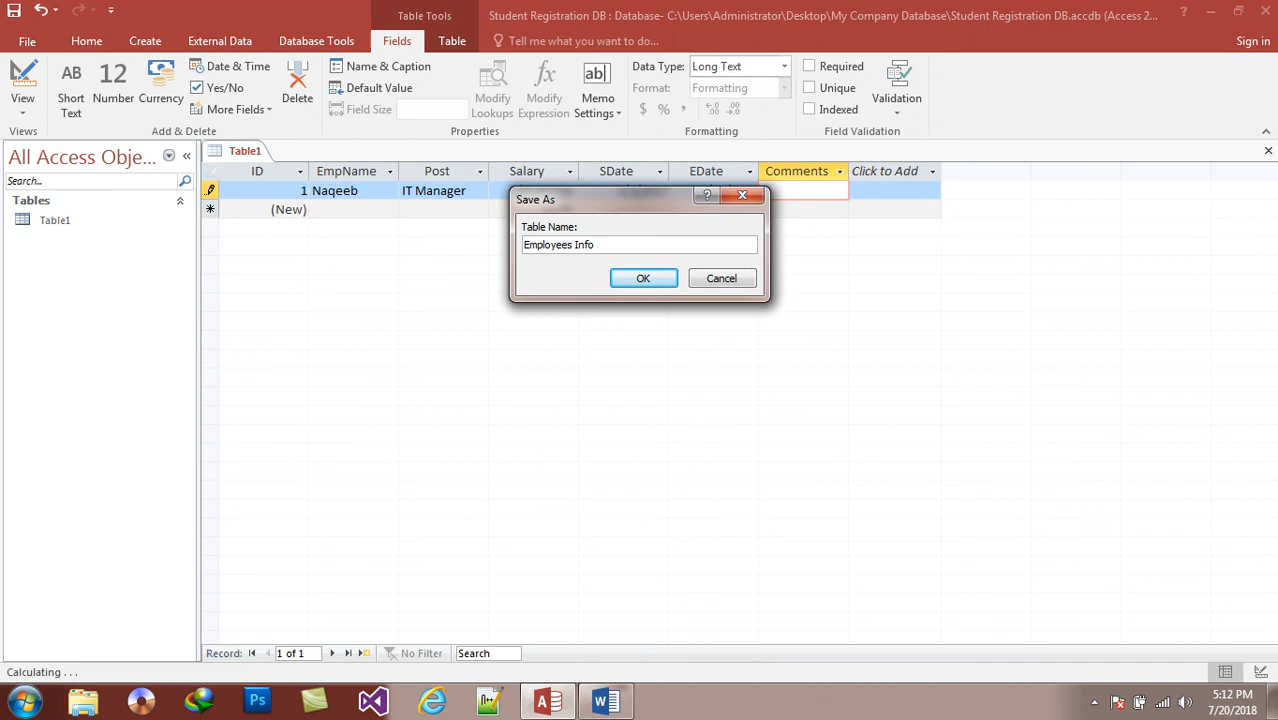 Table Tools
Student Registration DB : Database- C:\Users\Administrator\Desktop\My Company Database\Student Registration DB.accdb (Access 2...
File Home Create External Data Database Tools Fields Table Tell me what you want to do... Sign in
View
Views
AB Short Text
12 Number
Currency
Date & Time
Yes/No
More Fields
Delete
Add & Delete
Name & Caption
Default Value
Field Size
Modify Lookups
fx Modify Expression
ab Memo Settings
Properties
Data Type: Long Text
Format: Formatting
$ % , .00 .00
Formatting
Required
Unique
Indexed
Validation
Field Validation
All Access Obje...
Search...
Tables
Table1
Table1
ID EmpName Post Salary SDate EDate Comments Click to Add
1 Naqeeb IT Manager
(New)
Save As
Table Name:
Employees Info
OK Cancel
Record: 1 of 1 No Filter Search
Calculating . . .
Ps
5:12 PM
7/20/2018